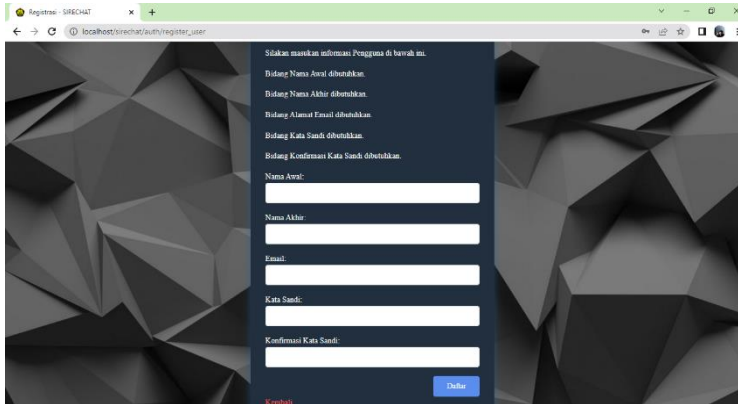 Registrasi - SIRECHAT
localhost/sirechat/auth/register_user
Silakan masukan informasi Pengguna di bawah ini.
Bidang Nama Awal dibutuhkan.
Bidang Nama Akhir dibutuhkan.
Bidang Alamat Email dibutuhkan.
Bidang Kata Sandi dibutuhkan.
Bidang Konfirmasi Kata Sandi dibutuhkan.
Nama Awal:
Nama Akhir:
Email:
Kata Sandi:
Konfirmasi Kata Sandi:
Daftar
Kembali